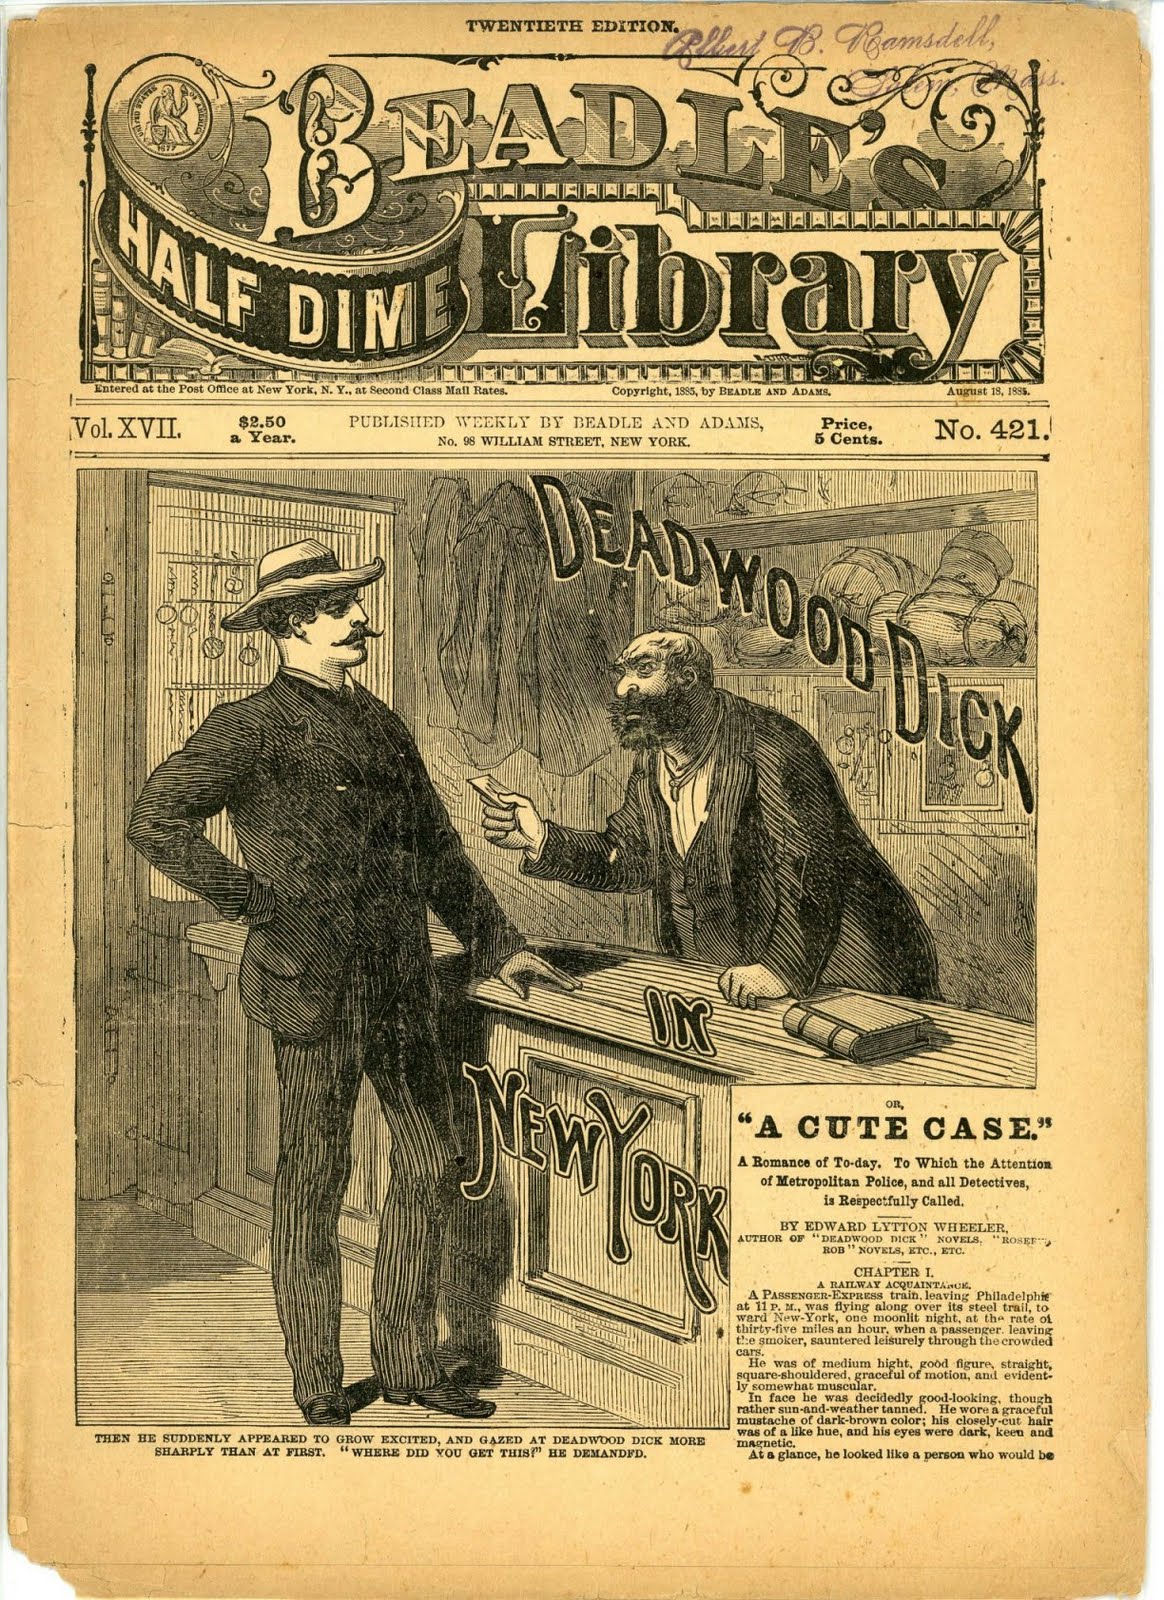 TWENTIETH EDITION.
Albert B. Ramsdell,
Salem, Mass.
UNITED STATES OF AMERICA
1877
BEADLE'S
HALF DIME
Library
Entered at the Post Office at New York, N. Y., at Second Class Mail Rates.
Copyright, 1885, by BEADLE AND ADAMS.
August 18, 1885.
Vol. XVII.
$2.50
a Year.
PUBLISHED WEEKLY BY BEADLE AND ADAMS,
No. 98 WILLIAM STREET, NEW YORK.
Price,
5 Cents.
No. 421.
DEADWOOD DICK
IN
NEW YORK
OR,
"A CUTE CASE."
A Romance of To-day. To Which the Attention
of Metropolitan Police, and all Detectives,
is Respectfully Called.
BY EDWARD LYTTON WHEELER,
AUTHOR OF "DEADWOOD DICK" NOVELS, "ROSEBUD
ROB" NOVELS, ETC., ETC.
CHAPTER I.
A RAILWAY ACQUAINTANCE.
A PASSENGER-EXPRESS train, leaving Philadelphia
at 11 P. M., was flying along over its steel trail, to
ward New-York, one moonlit night, at the rate of
thirty-five miles an hour, when a passenger, leaving
the smoker, sauntered leisurely through the crowded
cars.
He was of medium hight, good figure, straight,
square-shouldered, graceful of motion, and evident-
ly somewhat muscular.
In face he was decidedly good-looking, though
rather sun-and-weather tanned. He wore a graceful
mustache of dark-brown color; his closely-cut hair
was of a like hue, and his eyes were dark, keen and
magnetic.
At a glance, he looked like a person who would be
THEN HE SUDDENLY APPEARED TO GROW EXCITED, AND GAZED AT DEADWOOD DICK MORE
SHARPLY THAN AT FIRST. "WHERE DID YOU GET THIS?" HE DEMANDED.